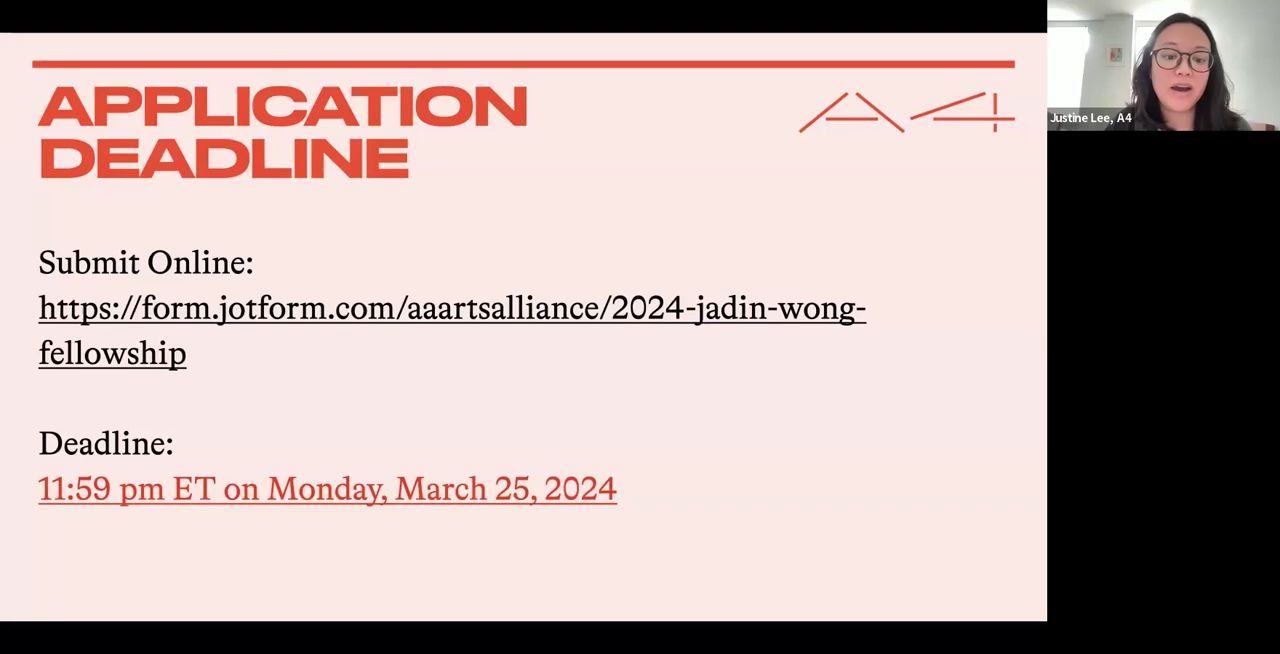 APPLICATION
DEADLINE
A4
Justine Lee, A4
Submit Online:
https://form.jotform.com/aaartsalliance/2024-jadin-wong-
fellowship
Deadline:
11:59 pm ET on Monday, March 25, 2024